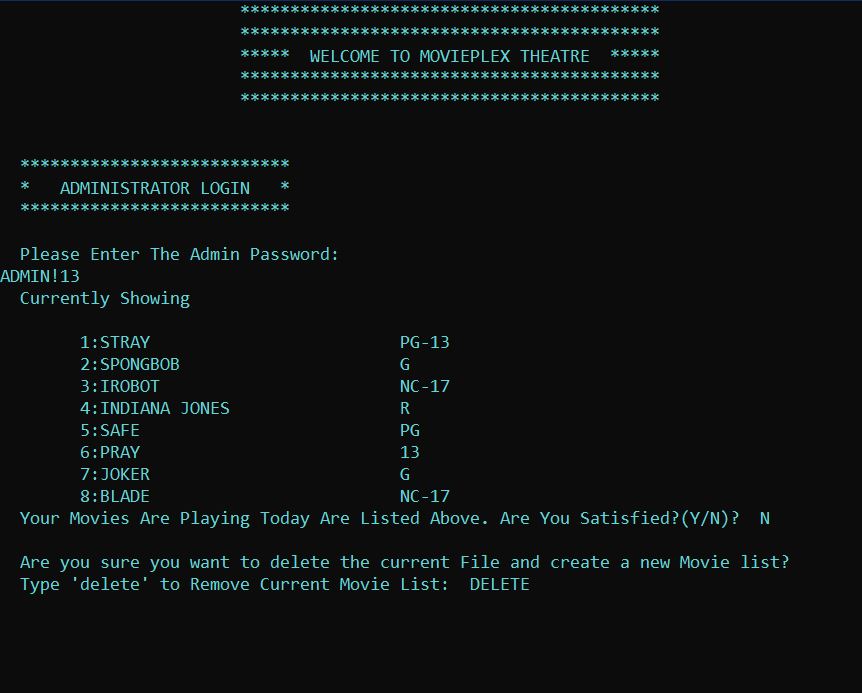 ******************************************
******************************************
***** WELCOME TO MOVIEPLEX THEATRE *****
******************************************
******************************************
***************************
* ADMINISTRATOR LOGIN *
***************************
Please Enter The Admin Password:
ADMIN!13
Currently Showing
1:STRAY PG-13
2:SPONGBOB G
3:IROBOT NC-17
4:INDIANA JONES R
5:SAFE PG
6:PRAY 13
7:JOKER G
8:BLADE NC-17
Your Movies Are Playing Today Are Listed Above. Are You Satisfied?(Y/N)? N
Are you sure you want to delete the current File and create a new Movie list?
Type 'delete' to Remove Current Movie List: DELETE